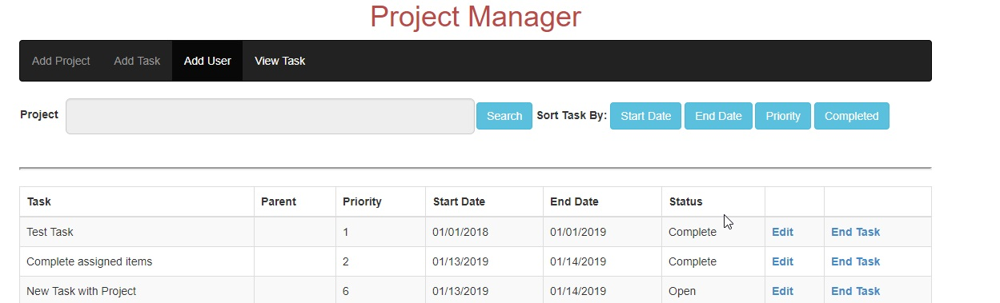 Project Manager
Add Project Add Task Add User View Task
Project Search Sort Task By: Start Date End Date Priority Completed
Task Parent Priority Start Date End Date Status
Test Task 1 01/01/2018 01/01/2019 Complete Edit End Task
Complete assigned items 2 01/13/2019 01/14/2019 Complete Edit End Task
New Task with Project 6 01/13/2019 01/14/2019 Open Edit End Task